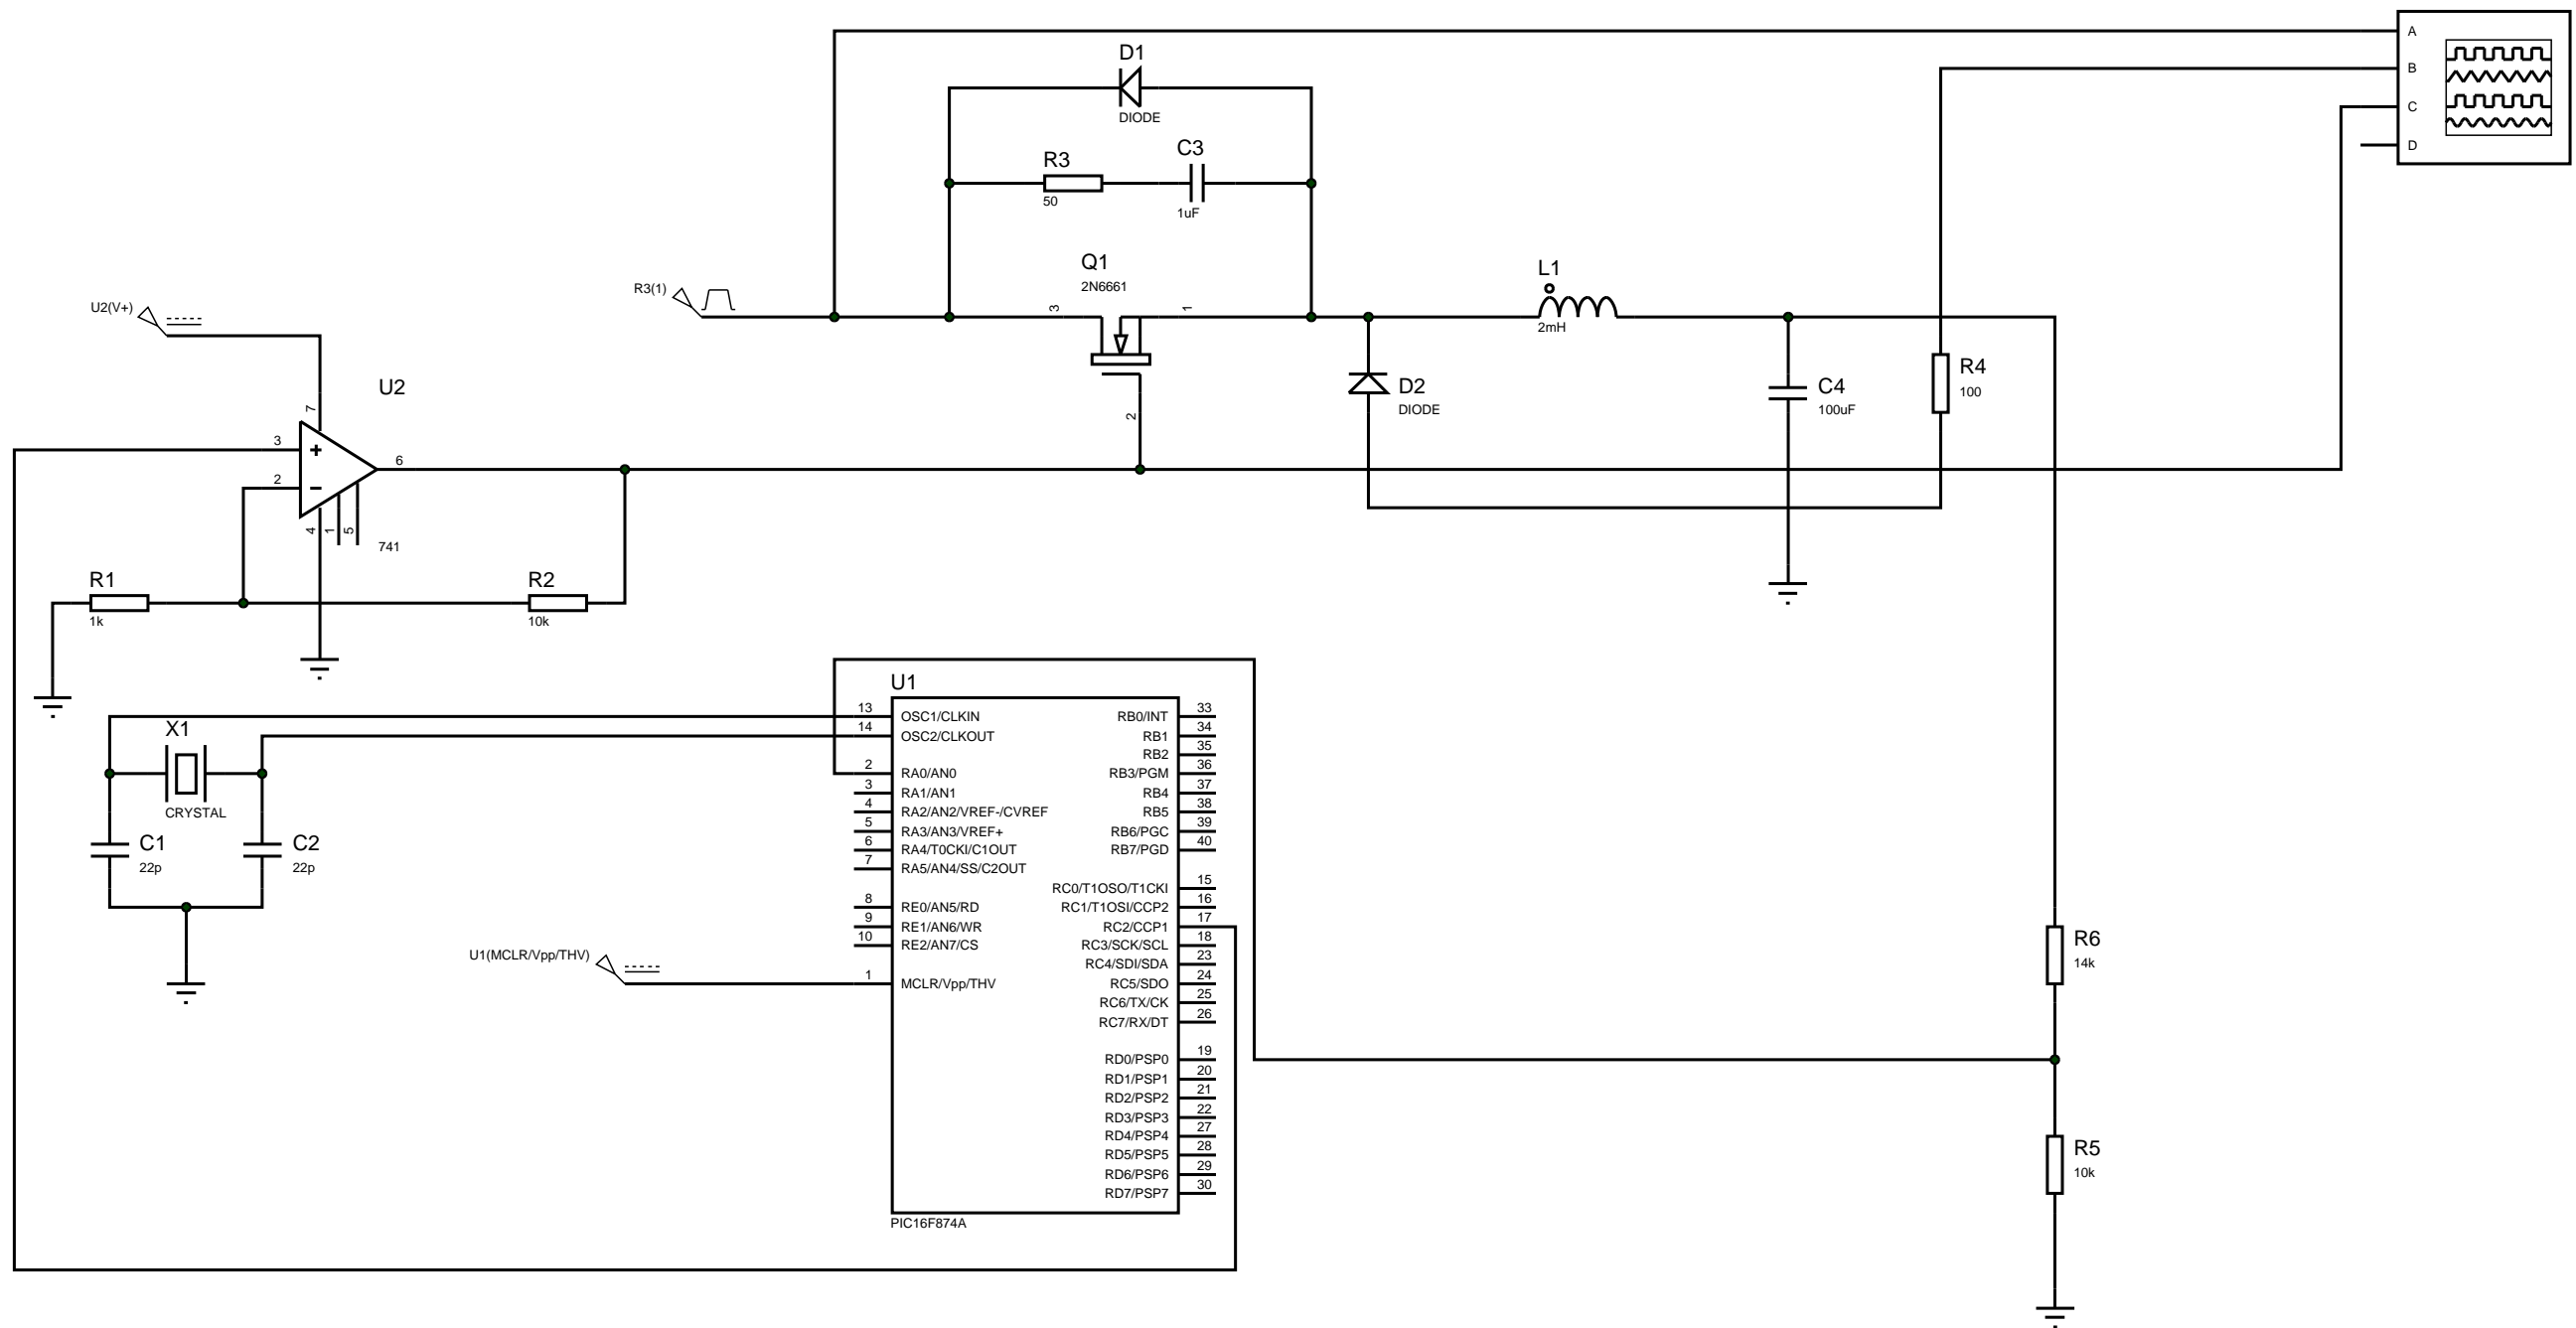 A
B
C
D
D1
DIODE
R3
50
C3
1uF
Q1
2N6661
3
1
2
R3(1)
L1
2mH
U2(V+)
U2
7
3
+
2
−
6
4
1
5
741
D2
DIODE
C4
100uF
R4
100
R1
1k
R2
10k
X1
CRYSTAL
C1
22p
C2
22p
U1(MCLR/Vpp/THV)
U1
13 OSC1/CLKIN
14 OSC2/CLKOUT
2 RA0/AN0
3 RA1/AN1
4 RA2/AN2/VREF-/CVREF
5 RA3/AN3/VREF+
6 RA4/T0CKI/C1OUT
7 RA5/AN4/SS/C2OUT
8 RE0/AN5/RD
9 RE1/AN6/WR
10 RE2/AN7/CS
1 MCLR/Vpp/THV
RB0/INT 33
RB1 34
RB2 35
RB3/PGM 36
RB4 37
RB5 38
RB6/PGC 39
RB7/PGD 40
RC0/T1OSO/T1CKI 15
RC1/T1OSI/CCP2 16
RC2/CCP1 17
RC3/SCK/SCL 18
RC4/SDI/SDA 23
RC5/SDO 24
RC6/TX/CK 25
RC7/RX/DT 26
RD0/PSP0 19
RD1/PSP1 20
RD2/PSP2 21
RD3/PSP3 22
RD4/PSP4 27
RD5/PSP5 28
RD6/PSP6 29
RD7/PSP7 30
PIC16F874A
R6
14k
R5
10k